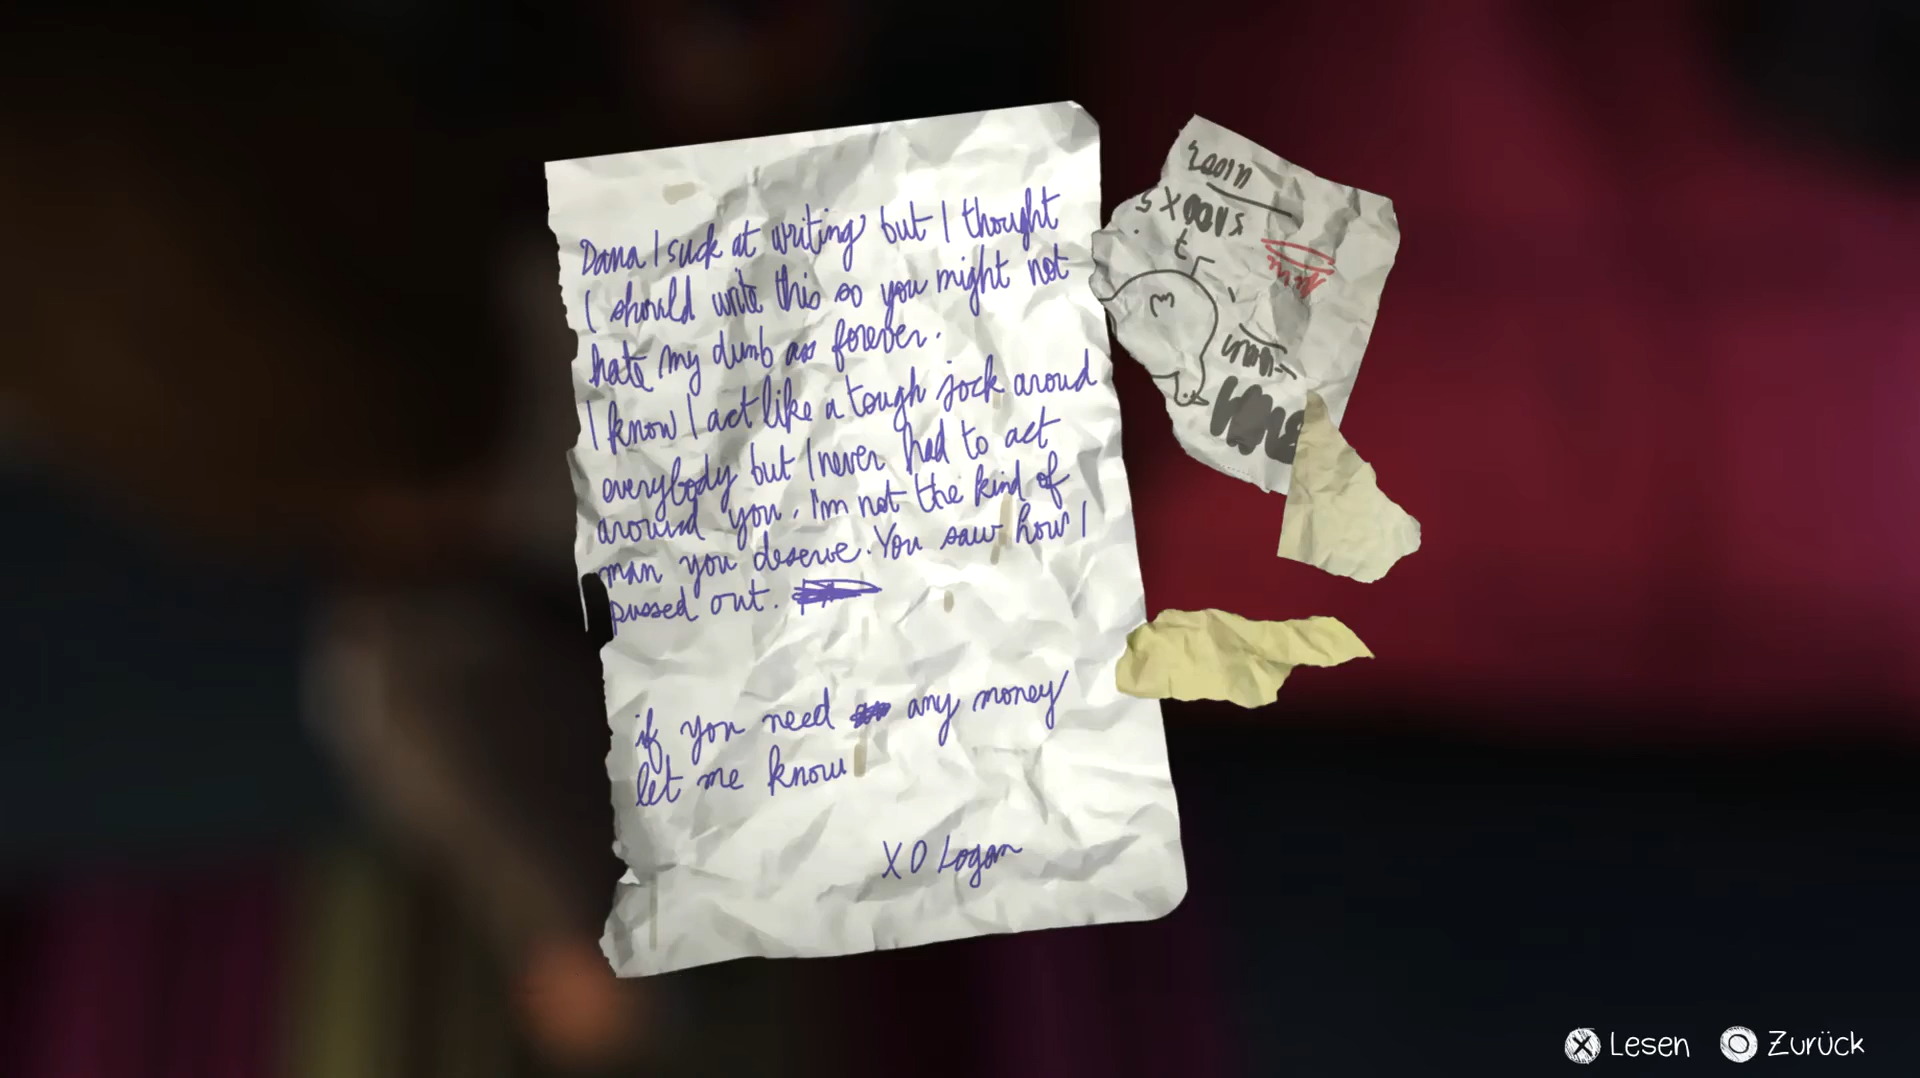 Dana I suck at writing but I thought
I should write this so you might not
hate my dumb ass forever.
I know I act like a tough jock aroud
everybody but I never had to act
around you. I'm not the kind of
man you deserve. You saw how I
pussed out.
if you need any money
let me know
XO Logan
Lesen
Zurück